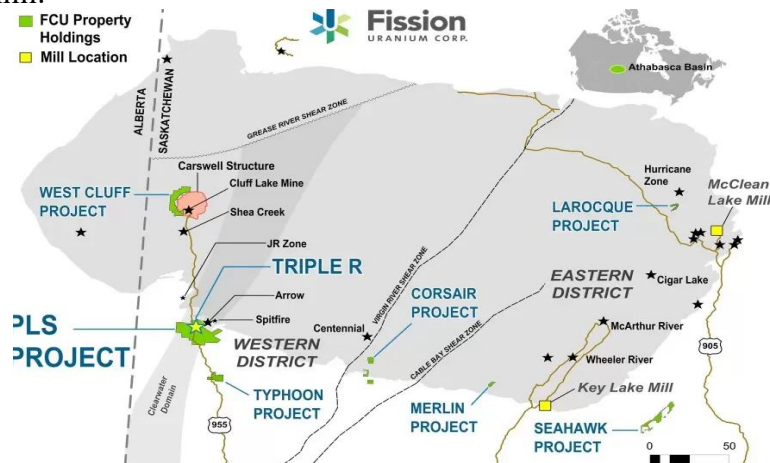 FCU Property
Holdings
Mill Location
Fission
URANIUM CORP.
Athabasca Basin
ALBERTA
SASKATCHEWAN
GREASE RIVER SHEAR ZONE
Carswell Structure
Cluff Lake Mine
WEST CLUFF
PROJECT
Shea Creek
Hurricane
Zone
McClean
Lake Mill
LAROCQUE
PROJECT
JR Zone
TRIPLE R
VIRGIN RIVER SHEAR ZONE
EASTERN
DISTRICT
Cigar Lake
CORSAIR
PROJECT
Arrow
Spitfire
Centennial
McArthur River
PLS
PROJECT
WESTERN
DISTRICT
CABLE BAY SHEAR ZONE
905
Wheeler River
Clearwater
Domain
TYPHOON
PROJECT
MERLIN
PROJECT
Key Lake Mill
955
SEAHAWK
PROJECT
0
50